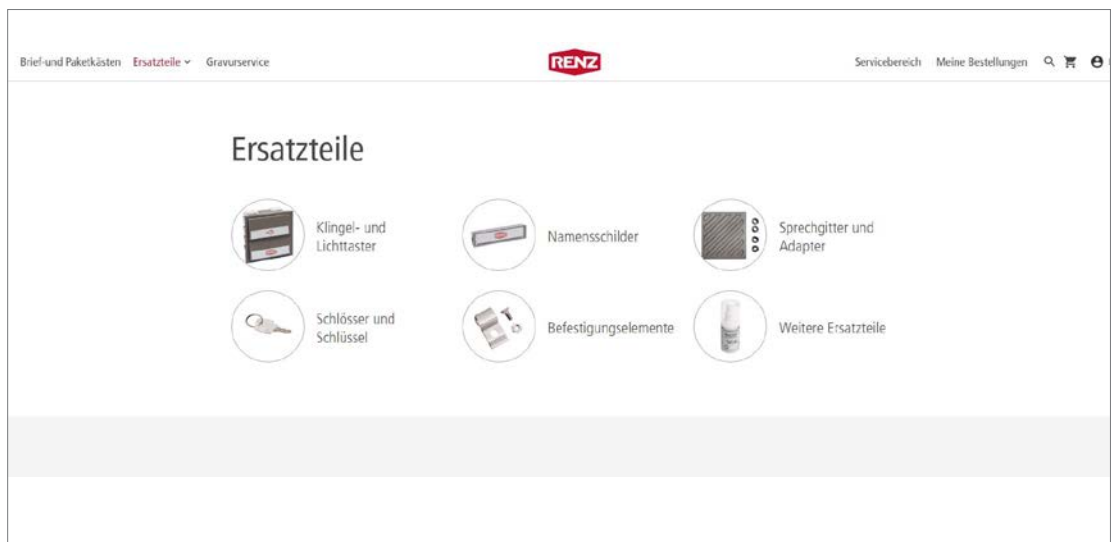 Brief-und Paketkästen Ersatzteile Gravurservice RENZ Servicebereich Meine Bestellungen
Ersatzteile
Klingel- und
Lichttaster
Namensschilder
Sprechgitter und
Adapter
Schlösser und
Schlüssel
Befestigungselemente
Weitere Ersatzteile